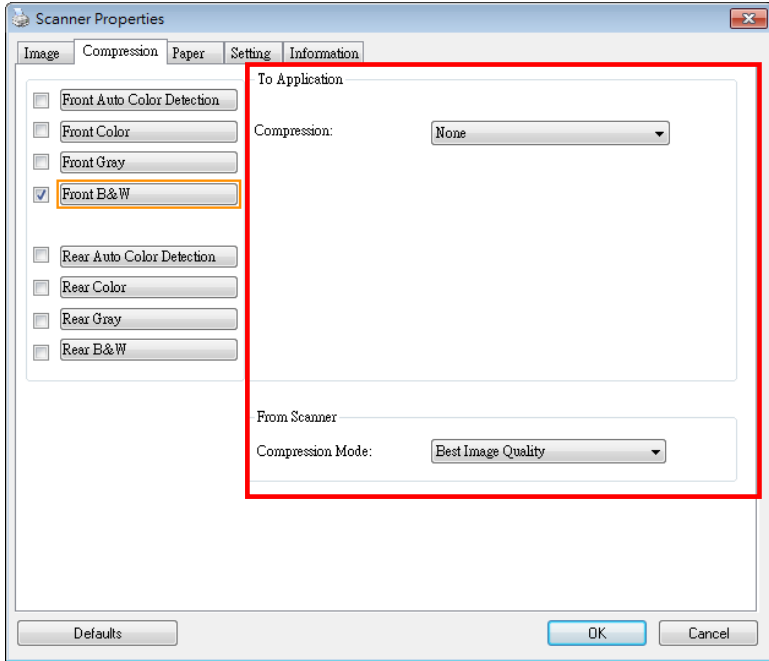 Scanner Properties
Image Compression Paper Setting Information
Front Auto Color Detection
Front Color
Front Gray
Front B&W
Rear Auto Color Detection
Rear Color
Rear Gray
Rear B&W
To Application
Compression: None
From Scanner
Compression Mode: Best Image Quality
Defaults OK Cancel